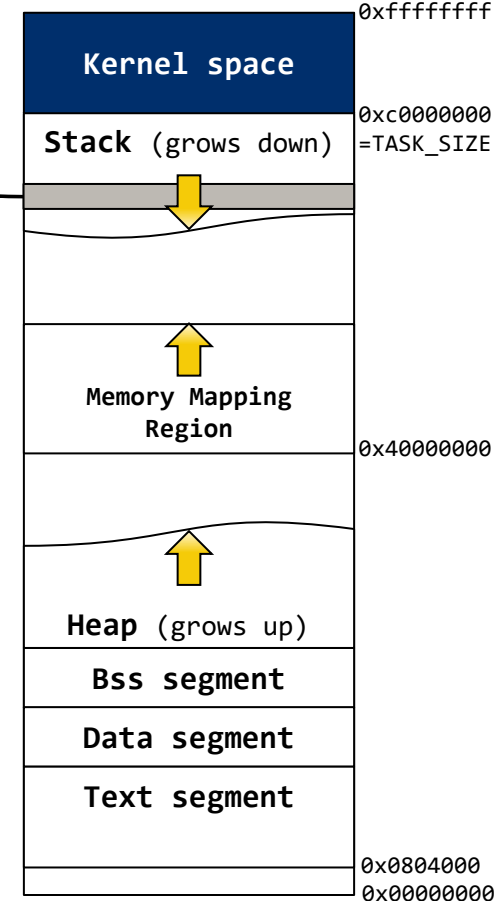 0xffffffff
Kernel space
0xc0000000
=TASK_SIZE
Stack (grows down)
Memory Mapping
Region
0x40000000
Heap (grows up)
Bss segment
Data segment
Text segment
0x0804000
0x00000000